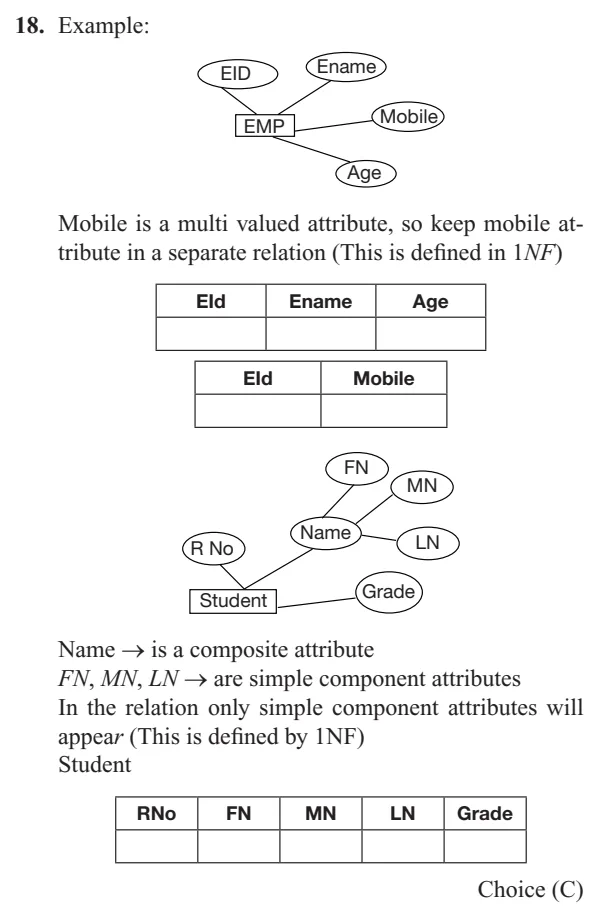 18. Example:
EID
Ename
EMP
Mobile
Age
Mobile is a multi valued attribute, so keep mobile at-
tribute in a separate relation (This is defined in 1NF)
EId Ename Age
EId Mobile
FN
MN
Name
R No
LN
Grade
Student
Name → is a composite attribute
FN, MN, LN → are simple component attributes
In the relation only simple component attributes will
appear (This is defined by 1NF)
Student
RNo FN MN LN Grade
Choice (C)